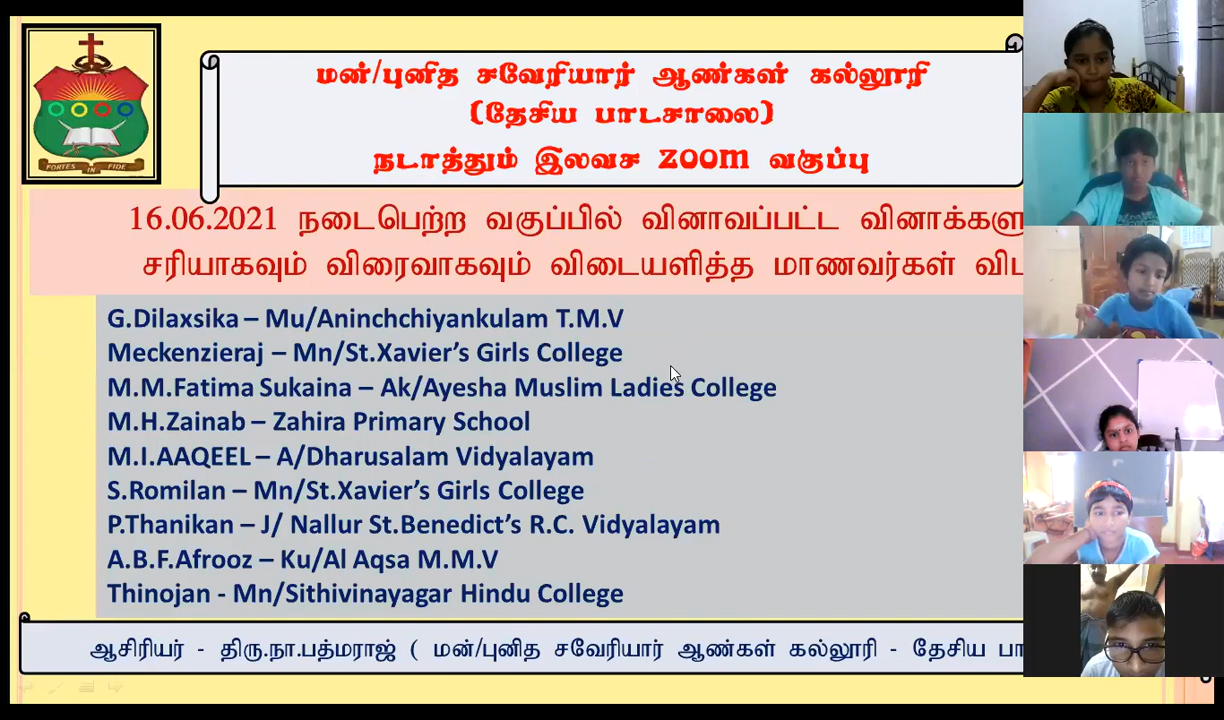 FORTES IN FIDE
மன்/புனித சவேரியார் ஆண்கள் கல்லூரி
(தேசிய பாடசாலை)
நடாத்தும் இலவச ZOOM வகுப்பு
16.06.2021 நடைபெற்ற வகுப்பில் வினாவப்பட்ட
சரியாகவும் விரைவாகவும் விடையளித்த மாணவர்கள்
G.Dilaxsika – Mu/Aninchchiyankulam T.M.V
Meckenzieraj – Mn/St.Xavier’s Girls College
M.M.Fatima Sukaina – Ak/Ayesha Muslim Ladies College
M.H.Zainab – Zahira Primary School
M.I.AAQEEL – A/Dharusalam Vidyalayam
S.Romilan – Mn/St.Xavier’s Girls College
P.Thanikan – J/ Nallur St.Benedict’s R.C. Vidyalayam
A.B.F.Afrooz – Ku/Al Aqsa M.M.V
Thinojan - Mn/Sithivinayagar Hindu College
ஆசிரியர் - திரு.நா.பத்மராஜ் ( மன்/புனித சவேரியார் ஆண்கள் கல்லூரி - தேசிய